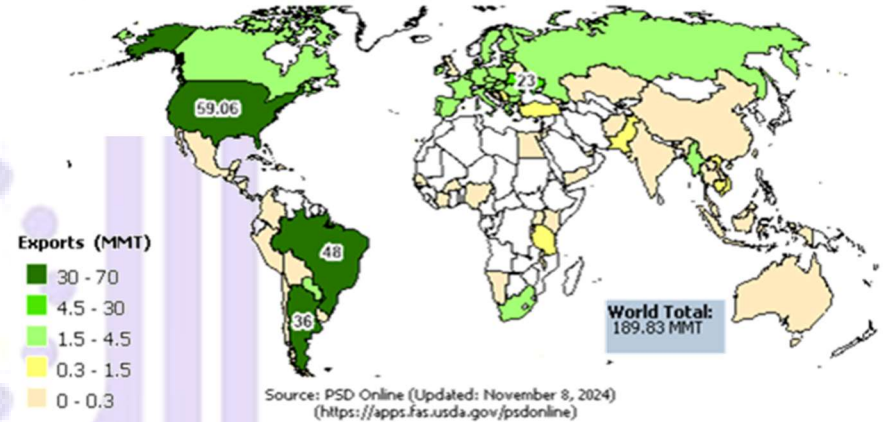 59.06
23
48
36
Exports (MMT)
30 - 70
4.5 - 30
1.5 - 4.5
0.3 - 1.5
0 - 0.3
World Total:
189.83 MMT
Source: PSD Online (Updated: November 8, 2024)
(https://apps.fas.usda.gov/psdonline)